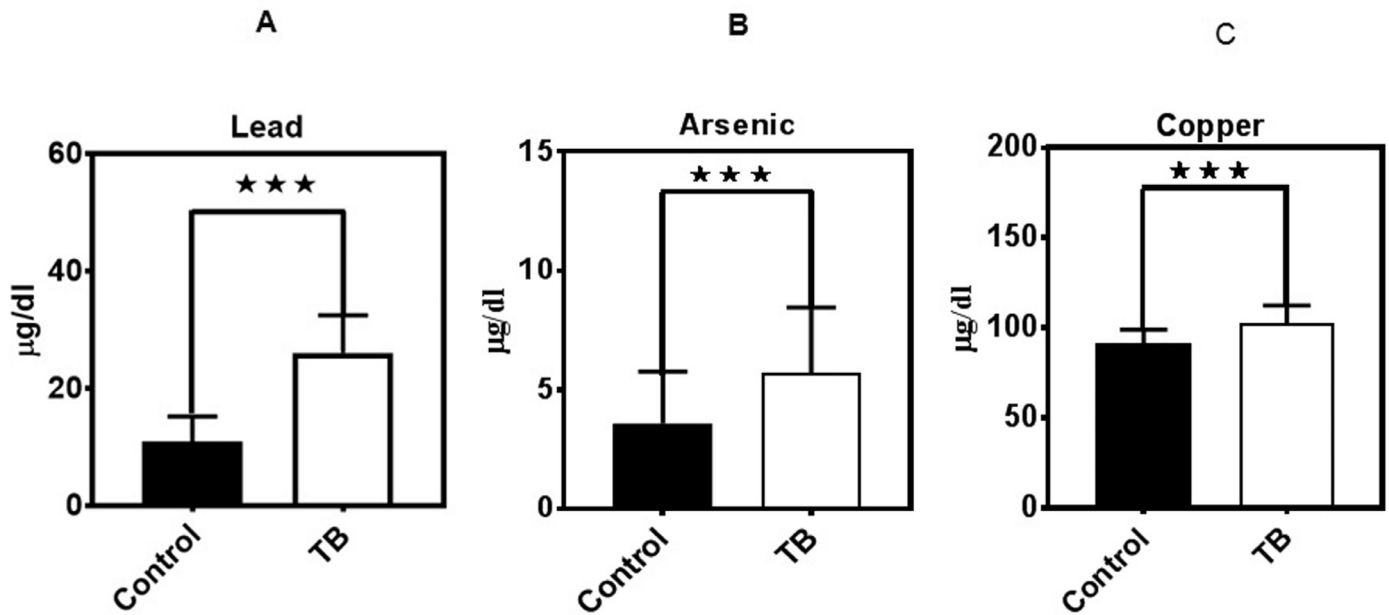 A
Lead
★★★
60
40
20
0
µg/dl
Control
TB
B
Arsenic
★★★
15
10
5
0
µg/dl
Control
TB
C
Copper
★★★
200
150
100
50
0
µg/dl
Control
TB